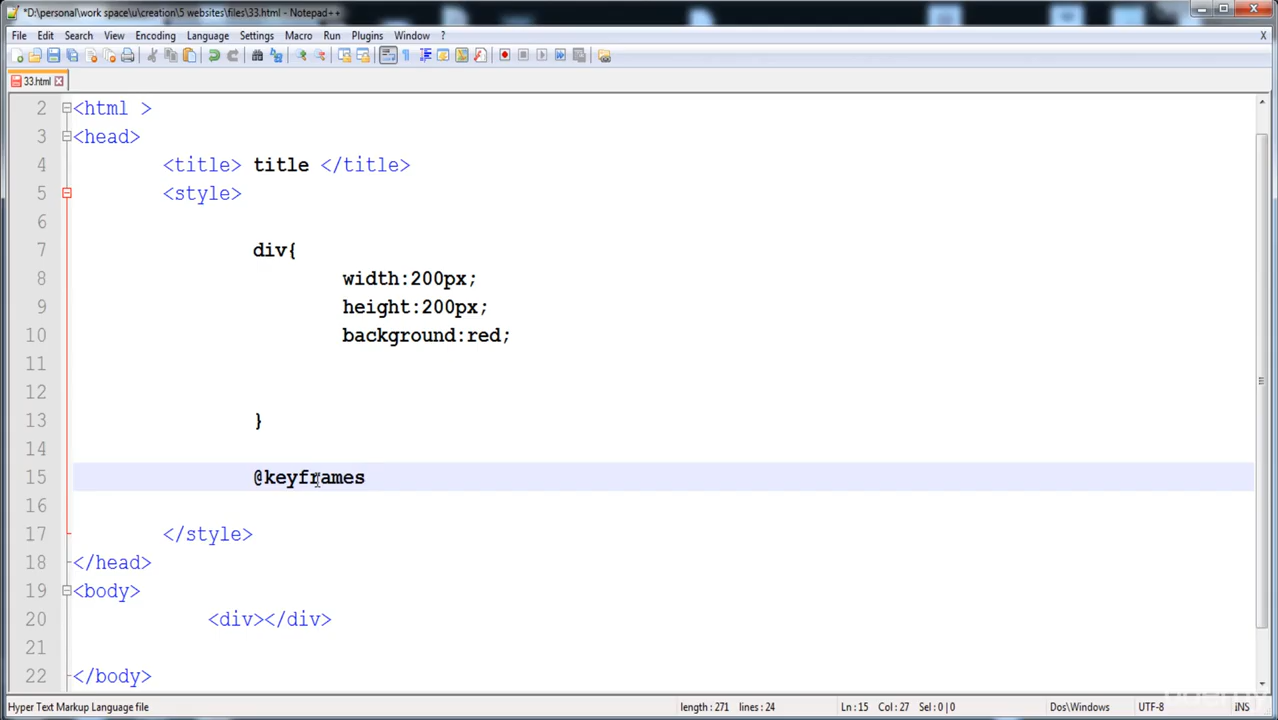 *D:\personal\work space\u\creation\5 websites\files\33.html - Notepad++
File Edit Search View Encoding Language Settings Macro Run Plugins Window ? X
33.html
2 <html >
3 <head>
4 <title> title </title>
5 <style>
6
7 div{
8 width:200px;
9 height:200px;
10 background:red;
11
12
13 }
14
15 @keyframes
16
17 </style>
18 </head>
19 <body>
20 <div></div>
21
22 </body>
Hyper Text Markup Language file length : 271 lines : 24 Ln : 15 Col : 27 Sel : 0 | 0 Dos\Windows UTF-8 INS